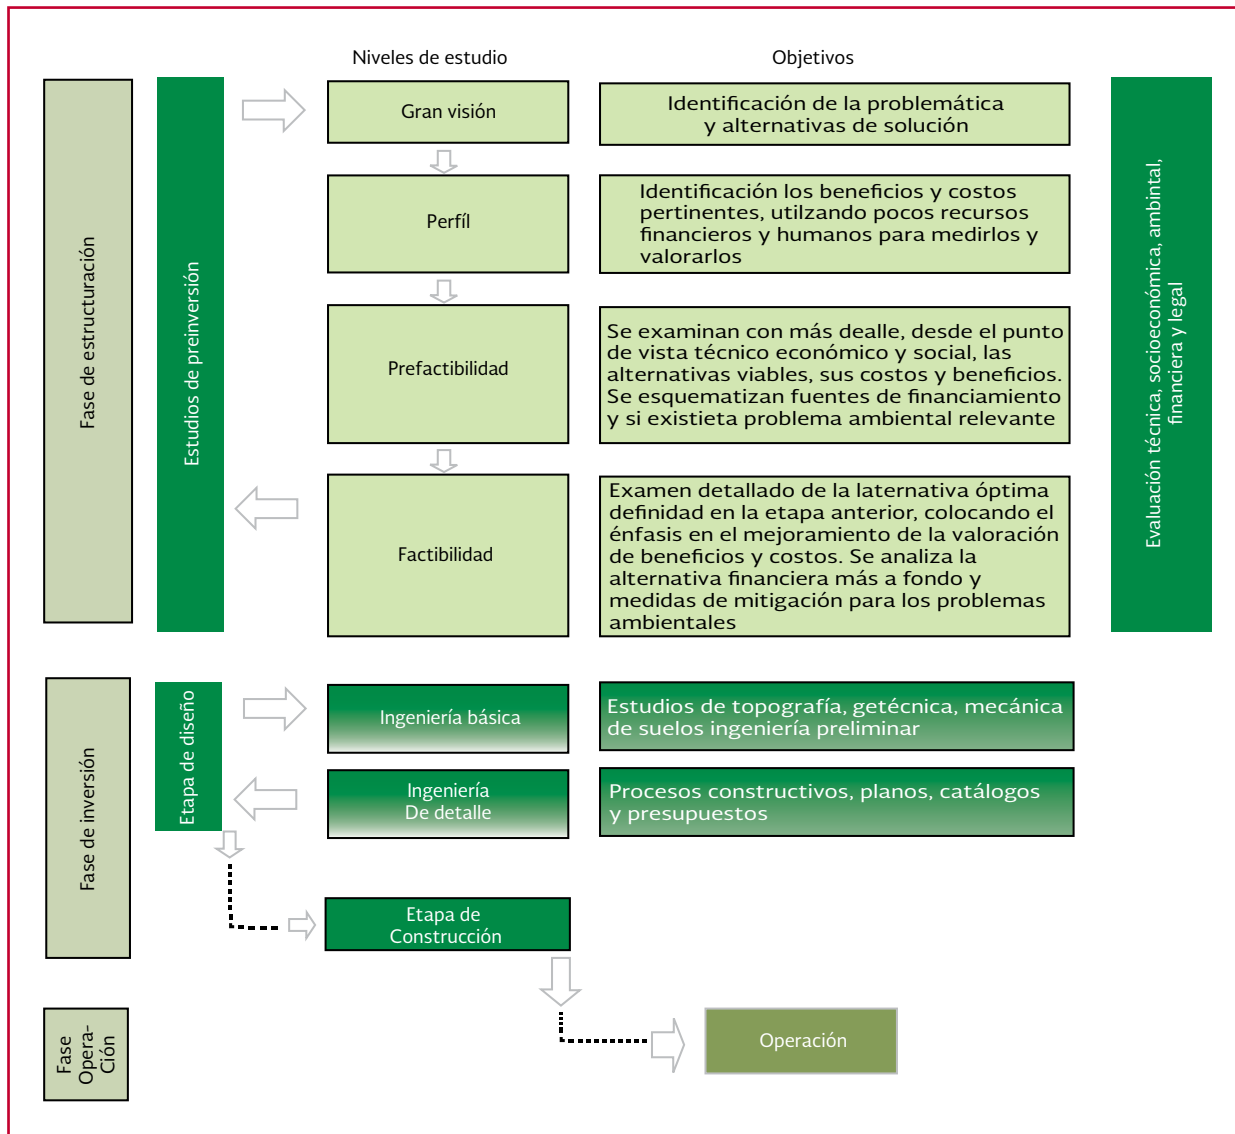 Niveles de estudio
Objetivos
Fase de estructuración
Estudios de preinversión
Gran visión
Identificación de la problemática
y alternativas de solución
Perfíl
Identificación los beneficios y costos
pertinentes, utilzando pocos recursos
financieros y humanos para medirlos y
valorarlos
Prefactibilidad
Se examinan con más dealle, desde el punto
de vista técnico económico y social, las
alternativas viables, sus costos y beneficios.
Se esquematizan fuentes de financiamiento
y si existieta problema ambiental relevante
Factibilidad
Examen detallado de la laternativa óptima
definidad en la etapa anterior, colocando el
énfasis en el mejoramiento de la valoración
de beneficios y costos. Se analiza la
alternativa financiera más a fondo y
medidas de mitigación para los problemas
ambientales
Evaluación técnica, socioeconómica, ambintal,
financiera y legal
Fase de inversión
Etapa de diseño
Ingeniería básica
Estudios de topografía, getécnica, mecánica
de suelos ingeniería preliminar
Ingeniería
De detalle
Procesos constructivos, planos, catálogos
y presupuestos
Etapa de
Construcción
Fase
Opera-
Ción
Operación